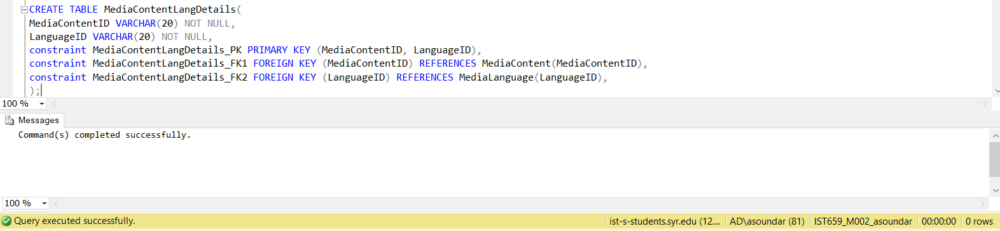 CREATE TABLE MediaContentLangDetails(
MediaContentID VARCHAR(20) NOT NULL,
LanguageID VARCHAR(20) NOT NULL,
constraint MediaContentLangDetails_PK PRIMARY KEY (MediaContentID, LanguageID),
constraint MediaContentLangDetails_FK1 FOREIGN KEY (MediaContentID) REFERENCES MediaContent(MediaContentID),
constraint MediaContentLangDetails_FK2 FOREIGN KEY (LanguageID) REFERENCES MediaLanguage(LanguageID),
);
100 %
Messages
Command(s) completed successfully.
100 %
Query executed successfully. ist-s-students.syr.edu (12.... AD\asoundar (81) IST659_M002_asoundar 00:00:00 0 rows